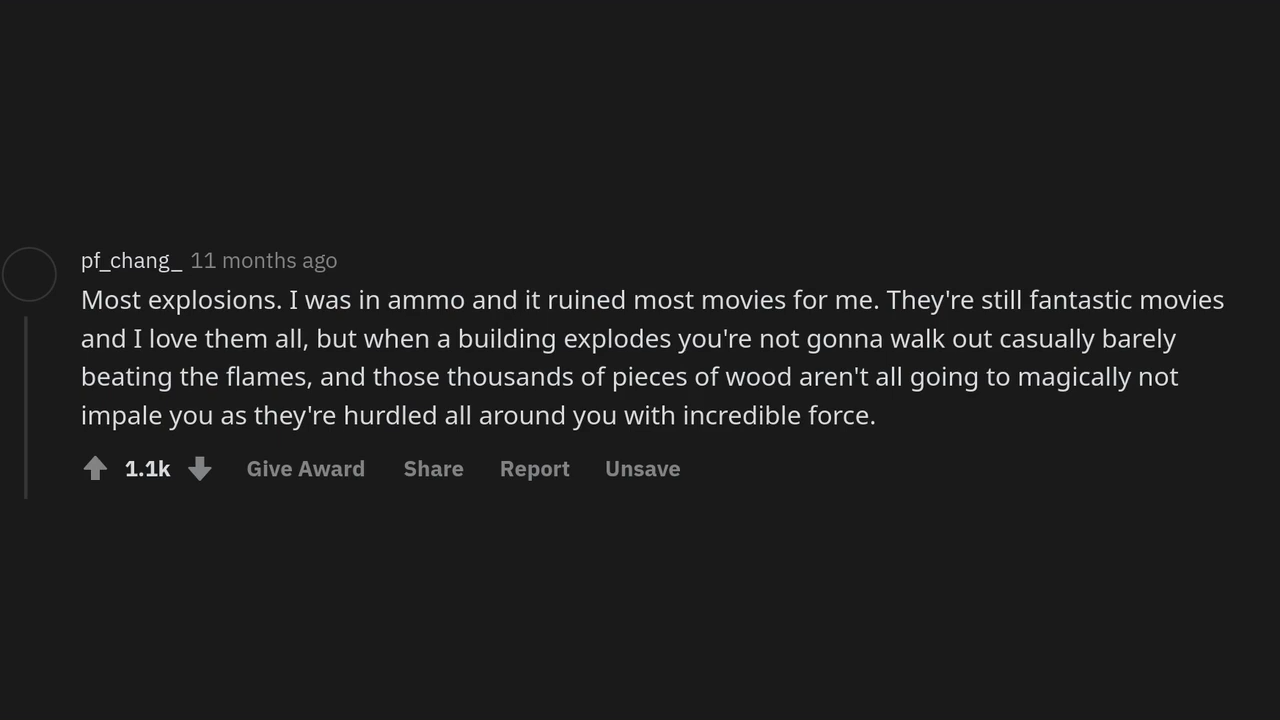 pf_chang_ 11 months ago
Most explosions. I was in ammo and it ruined most movies for me. They're still fantastic movies
and I love them all, but when a building explodes you're not gonna walk out casually barely
beating the flames, and those thousands of pieces of wood aren't all going to magically not
impale you as they're hurdled all around you with incredible force.
1.1k Give Award Share Report Unsave